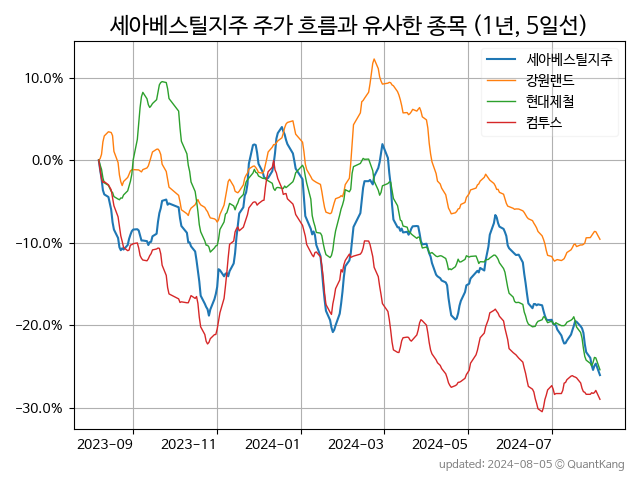 세아베스틸지주 주가 흐름과 유사한 종목 (1년, 5일선)
세아베스틸지주
강원랜드
현대제철
컴투스
10.0%
0.0%
−10.0%
−20.0%
−30.0%
2023-09 2023-11 2024-01 2024-03 2024-05 2024-07
updated: 2024-08-05 © QuantKang